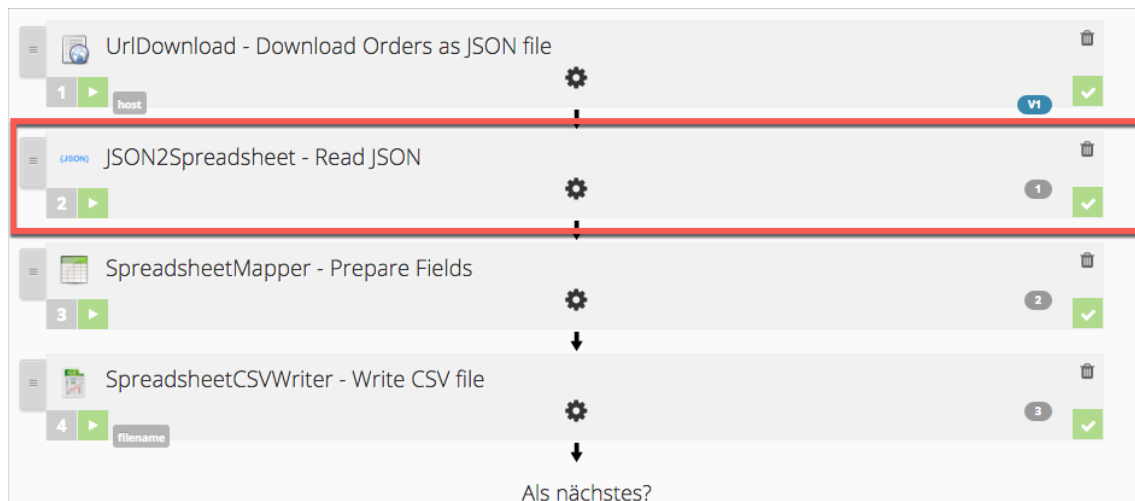 UrlDownload - Download Orders as JSON file
1
host
V1
{JSON} JSON2Spreadsheet - Read JSON
2
1
SpreadsheetMapper - Prepare Fields
3
2
SpreadsheetCSVWriter - Write CSV file
4
filename
3
Als nächstes?